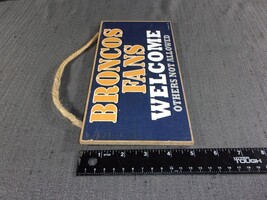 BRONCOS
FANS
WELCOME
OTHERS NOT ALLOWED
TOUGH